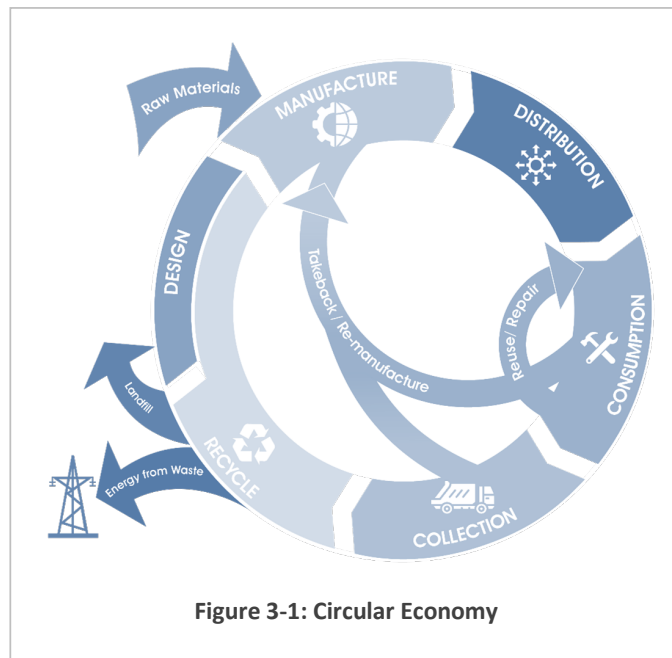 Raw Materials
MANUFACTURE
DISTRIBUTION
DESIGN
Takeback / Re-manufacture
Reuse/ Repair
CONSUMPTION
Landfill
RECYCLE
Energy from Waste
COLLECTION
Figure 3-1: Circular Economy